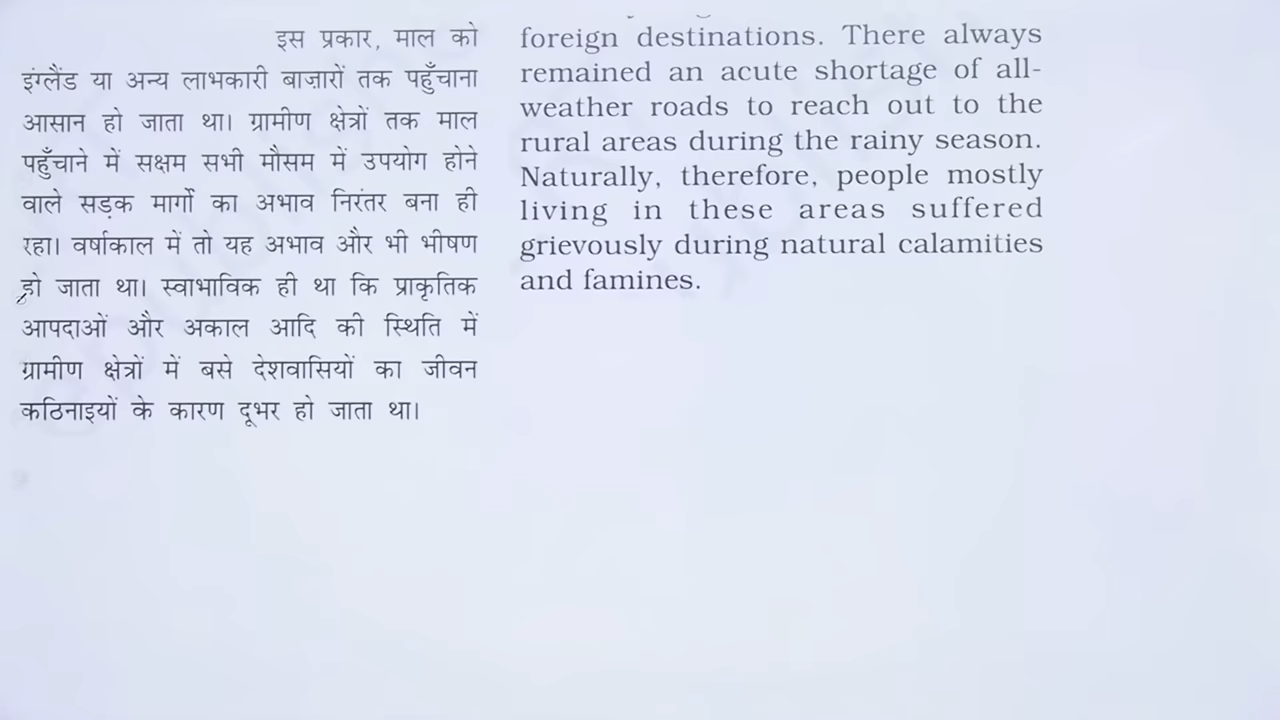 इस प्रकार, माल को
इंग्लैंड या अन्य लाभकारी बाज़ारों तक पहुँचाना
आसान हो जाता था। ग्रामीण क्षेत्रों तक माल
पहुँचाने में सक्षम सभी मौसम में उपयोग होने
वाले सड़क मार्गो का अभाव निरंतर बना ही
रहा। वर्षाकाल में तो यह अभाव और भी भीषण
हो जाता था। स्वाभाविक ही था कि प्राकृतिक
आपदाओं और अकाल आदि की स्थिति में
ग्रामीण क्षेत्रों में बसे देशवासियों का जीवन
कठिनाइयों के कारण दूभर हो जाता था।
foreign destinations. There always
remained an acute shortage of all-
weather roads to reach out to the
rural areas during the rainy season.
Naturally, therefore, people mostly
living in these areas suffered
grievously during natural calamities
and famines.